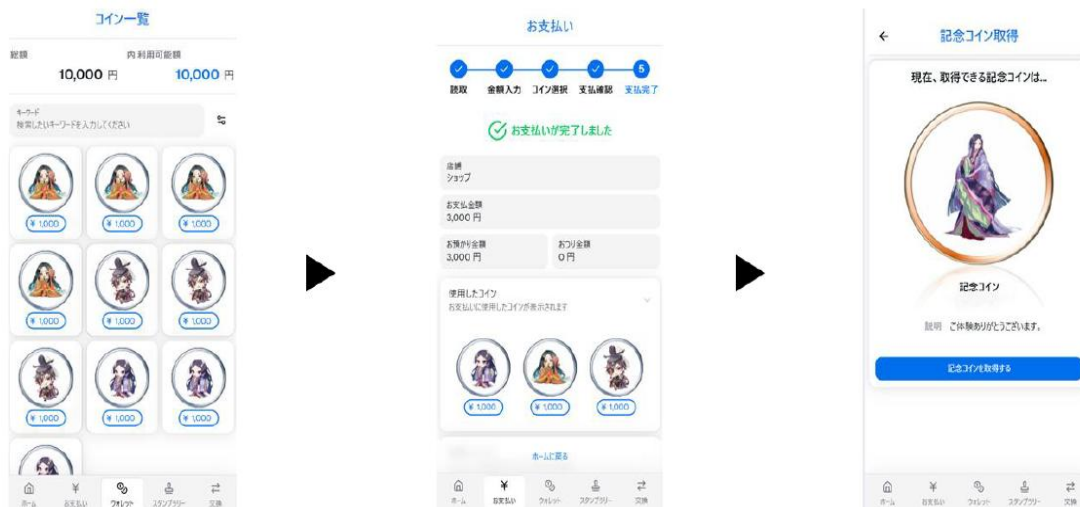 コイン一覧
総額 内利用可能額
10,000 円 10,000 円
キーワード
検索したいキーワードを入力してください
¥ 1,000 ¥ 1,000 ¥ 1,000
¥ 1,000 ¥ 1,000 ¥ 1,000
¥ 1,000 ¥ 1,000 ¥ 1,000
ホーム お支払い ウォレット スタンプラリー 交換
お支払い
5
読取 金額入力 コイン選択 支払確認 支払完了
お支払いが完了しました
店舗
ショップ
お支払金額
3,000 円
お預かり金額 おつり金額
3,000 円 0 円
使用したコイン
お支払いに使用したコインが表示されます
¥ 1,000 ¥ 1,000 ¥ 1,000
ホームに戻る
ホーム お支払い ウォレット スタンプラリー 交換
記念コイン取得
現在、取得できる記念コインは...
記念コイン
説明 ご体験ありがとうございます。
記念コインを取得する
ホーム お支払い ウォレット スタンプラリー 交換